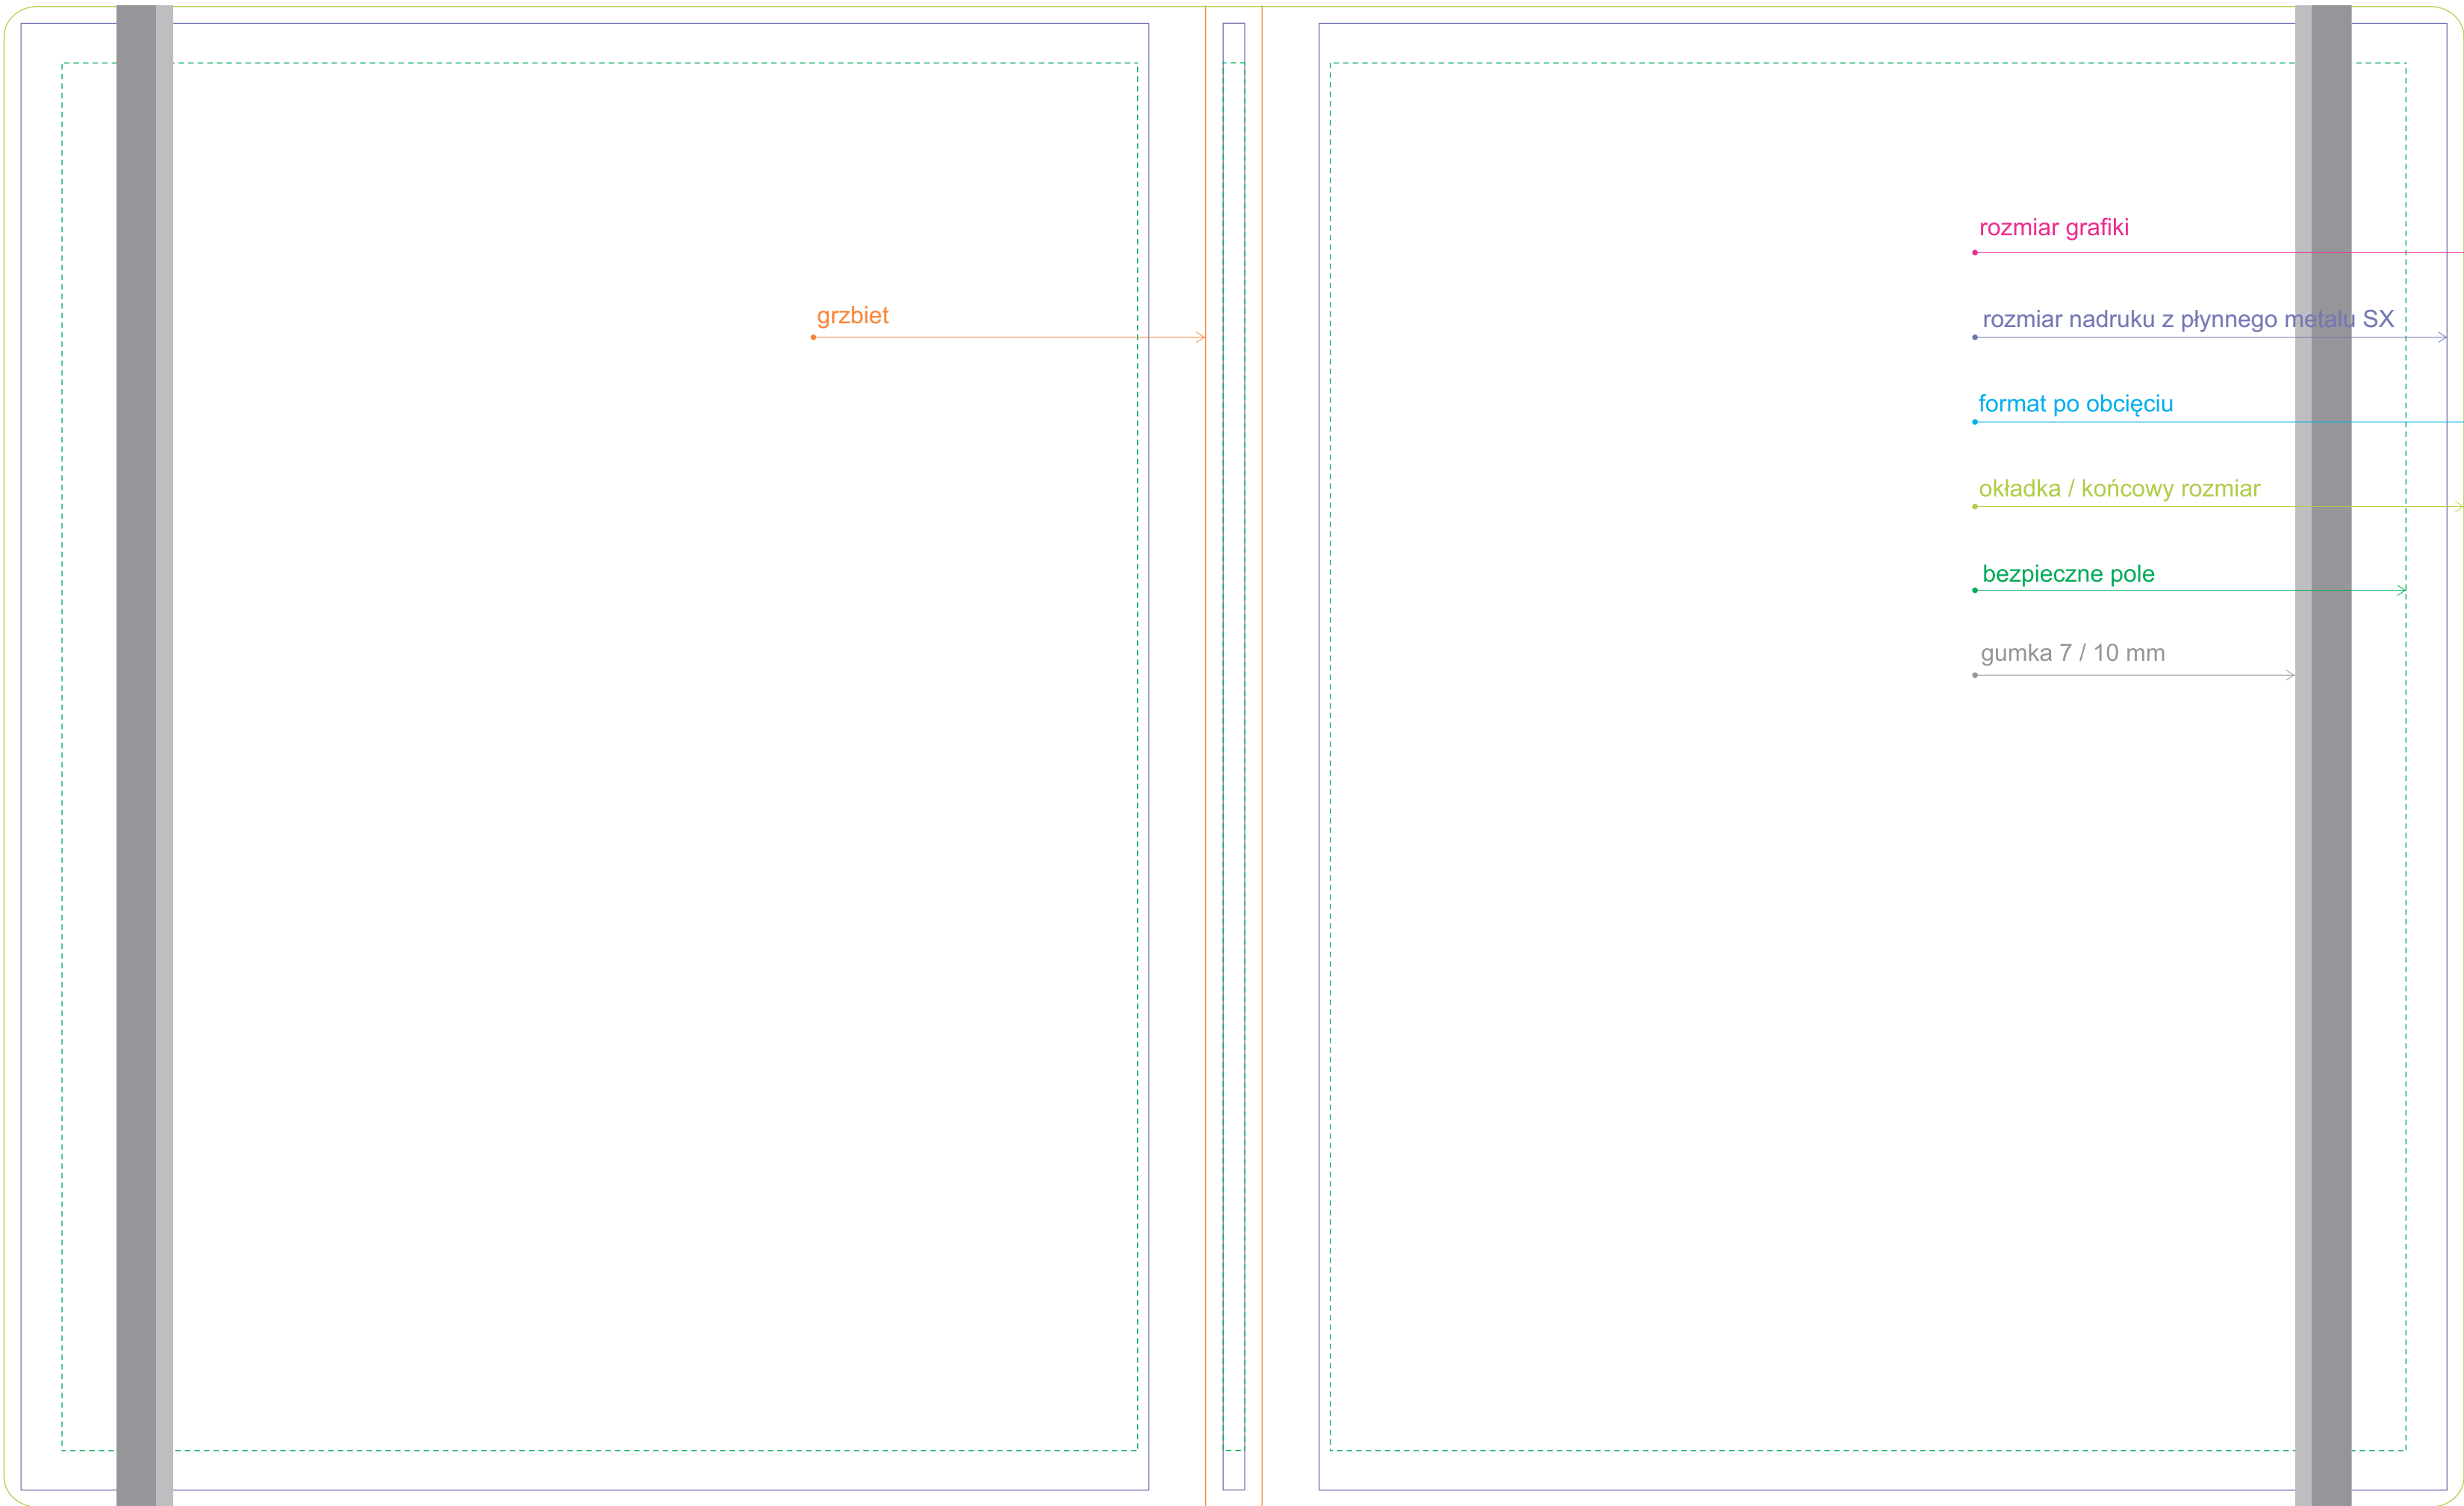 rozmiar grafiki
grzbiet
rozmiar nadruku z płynnego metalu SX
format po obcięciu
okładka / końcowy rozmiar
bezpieczne pole
gumka 7 / 10 mm